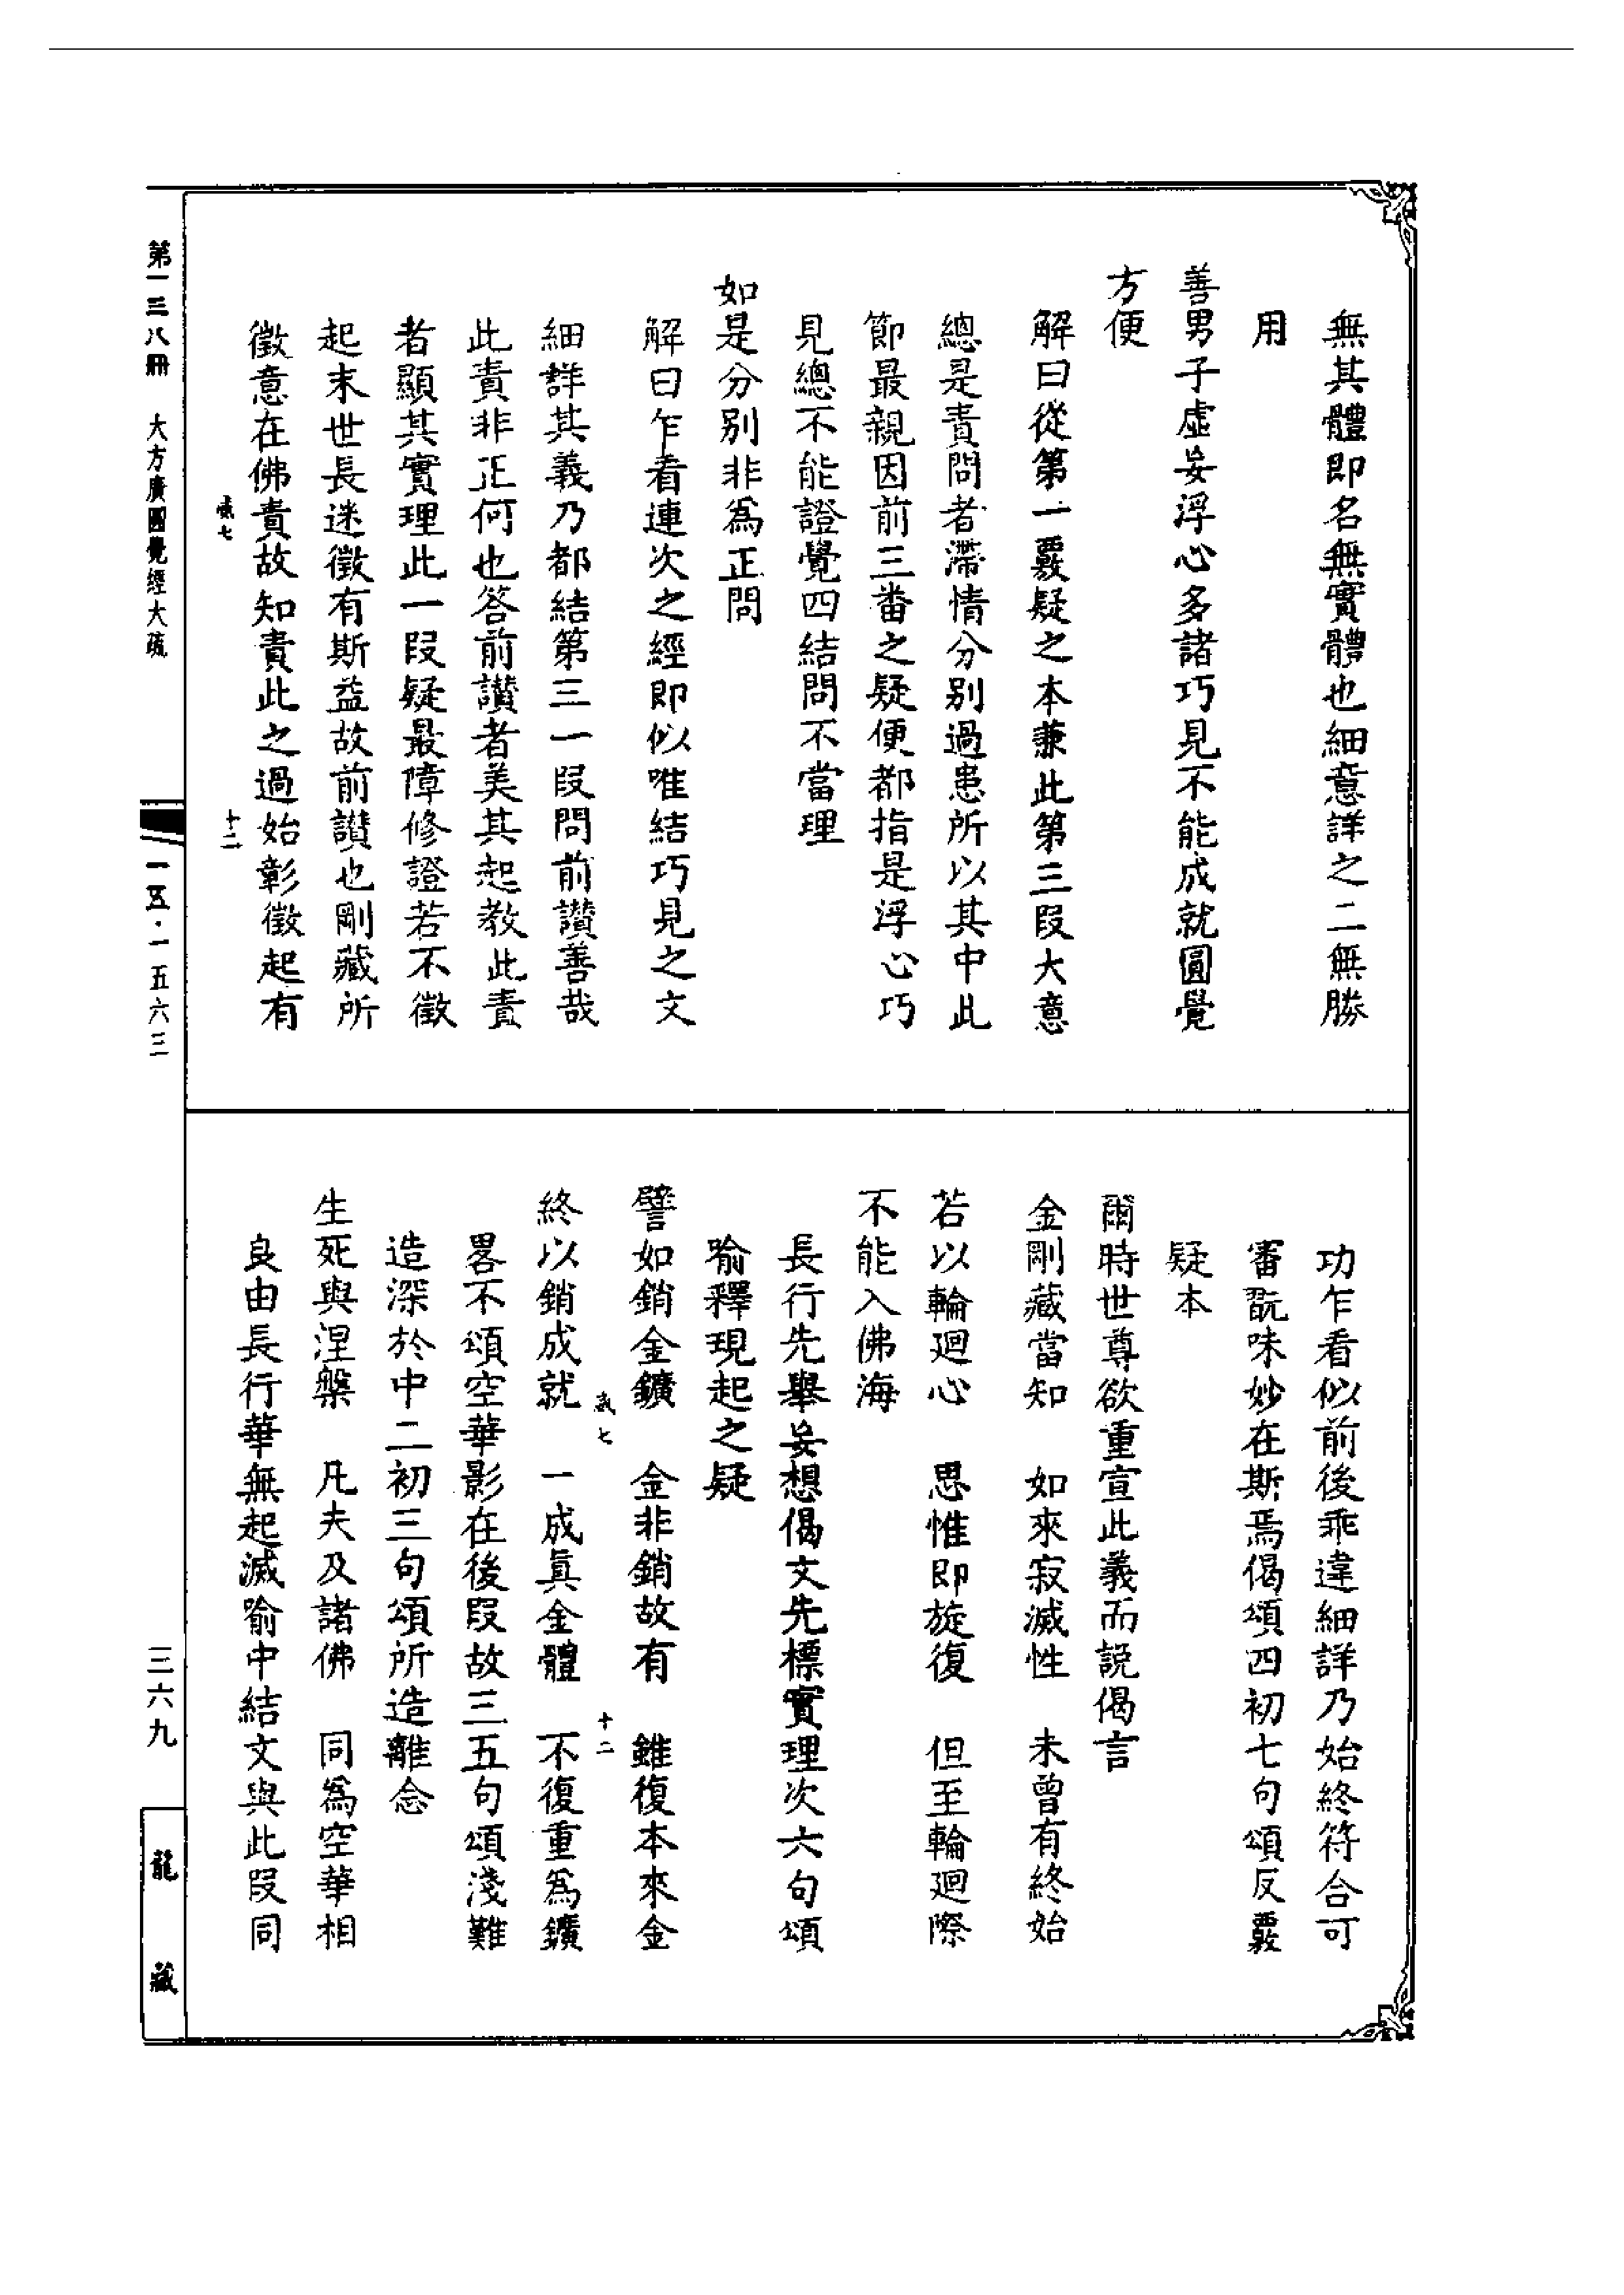 無其體即名無實體也細意詳之二無勝
用
善男子虛妄浮心多諸巧見不能成就圓覺
方便
解曰從第一覈疑之本兼此第三段大意
總是責問者滯情分別過患所以其中此
節最親因前三番之疑便都指是浮心巧
見總不能證覺四結問不當理
如是分別非為正問
解曰乍看連次之經即似唯結巧見之文
細詳其義乃都結第三一段問前讃善哉
此責非正何也答前讃者美其起教此責
者顯其實理此一段疑最障修證若不徵
起末世長迷徵有斯益故前讃也剛藏所
徵意在佛責故知責此之過始彰徵起有
功乍看似前後乖違細詳乃始終符合可
審翫味妙在斯焉偈頌四初七句頌反覈
疑本
爾時世尊欲重宣此義而說偈言
金剛藏當知 如來寂滅性 未曾有終始
若以輪迴心 思惟即旋復 但至輪迴際
不能入佛海
長行先舉妄想偈文先標實理次六句頌
喻釋現起之疑
譬如銷金鑛 金非銷故有 雖復本來金
終以銷成就 一成真金體 不復重為鑛
畧不頌空華影在後段故三五句頌淺難
造深於中二初三句頌所造離念
生死與涅槃 凡夫及諸佛 同為空華相
良由長行華無起滅喻中結文與此段同
第一三八冊 大方廣圓覺經大疏
一五·一五六三
三六九
龍藏
七
十二
七
十二